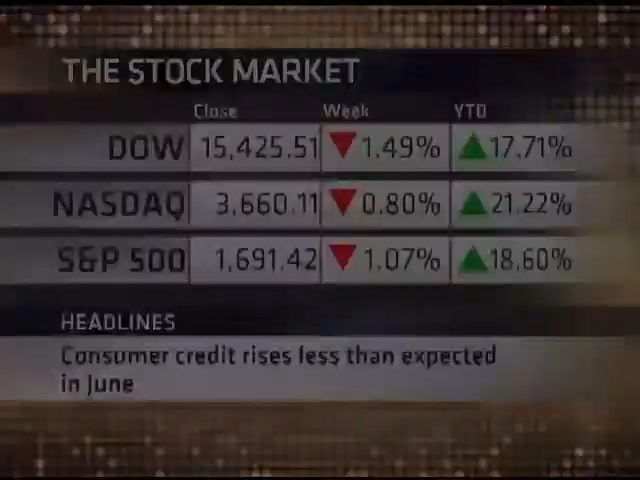 THE STOCK MARKET
Close Week YTD
DOW 15,425.51 ▼ 1.49% ▲ 17.71%
NASDAQ 3,660.11 ▼ 0.80% ▲ 21.22%
S&P 500 1,691.42 ▼ 1.07% ▲ 18.60%
HEADLINES
Consumer credit rises less than expected
in June